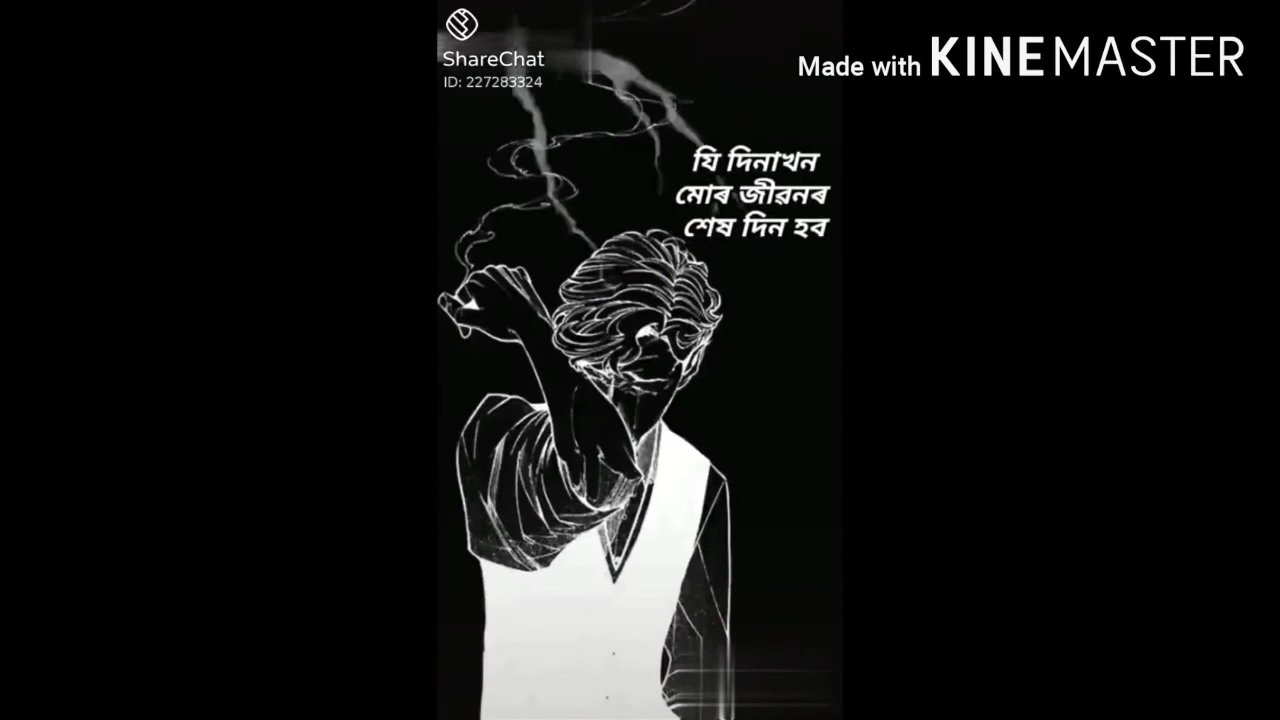 ShareChat
ID: 227283324
Made with KINEMASTER
যি দিনাখন
মোৰ জীৱনৰ
শেষ দিন হব